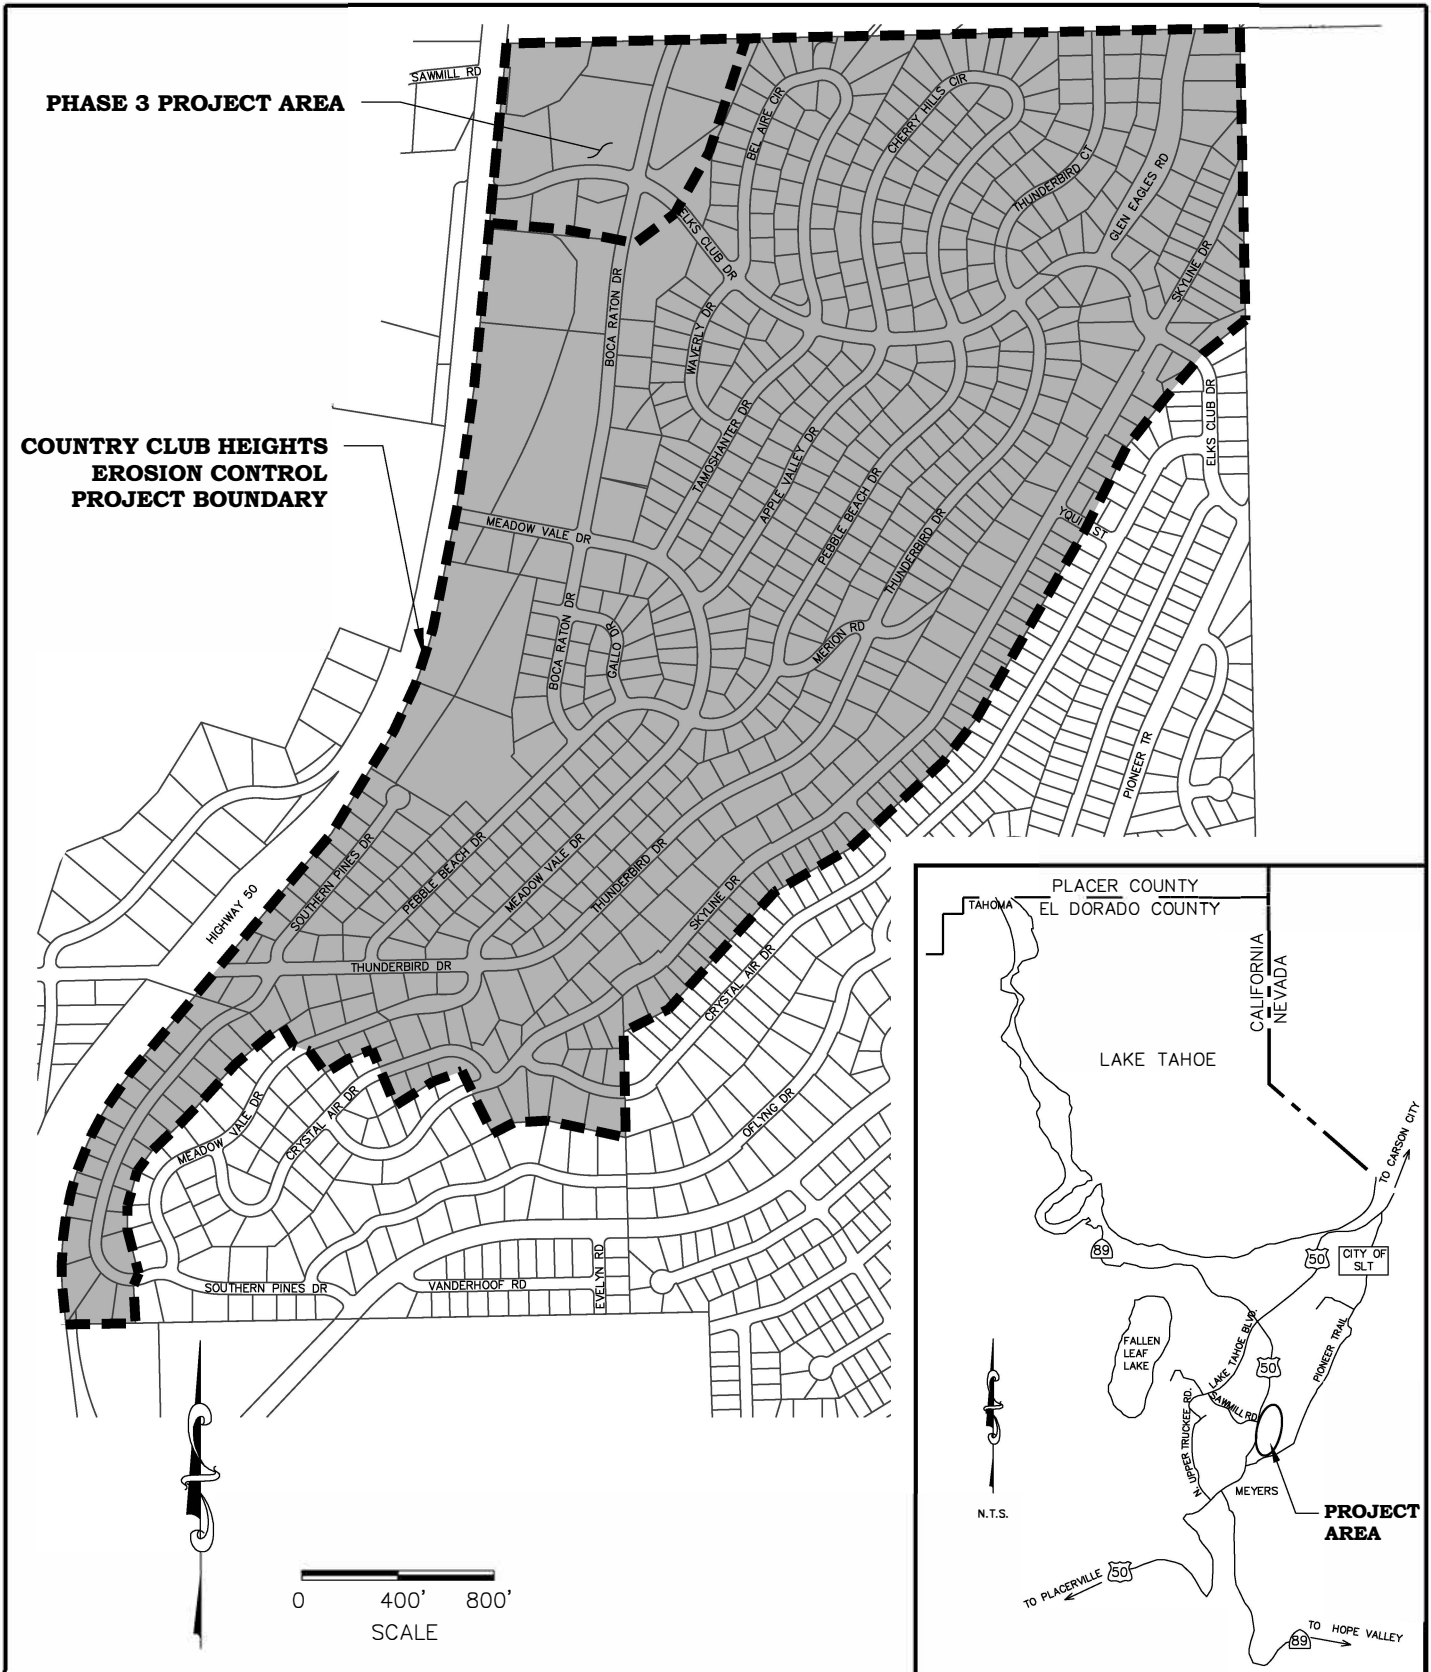 SAWMILL RD
PHASE 3 PROJECT AREA
BEL AIRE CIR
CHERRY HILLS CIR
THUNDERBIRD CT
GLEN EAGLES RD
SKYLINE DR
ELKS CLUB DR
BOCA RATON DR
WAVERLY DR
ELKS CLUB DR
COUNTRY CLUB HEIGHTS
EROSION CONTROL
PROJECT BOUNDARY
TAMOSHANTER DR
APPLE VALLEY DR
PEBBLE BEACH DR
THUNDERBIRD DR
MEADOW VALE DR
ST
BOCA RATON DR
GALLO DR
MERION RD
PIONEER TR
HIGHWAY 50
SOUTHERN PINES DR
PEBBLE BEACH DR
MEADOW VALE DR
THUNDERBIRD DR
SKYLINE DR
THUNDERBIRD DR
CRYSTAL AIR DR
MEADOW VALE DR
CRYSTAL AIR DR
OFLYNG DR
SOUTHERN PINES DR
VANDERHOOF RD
EVELYN RD
0 400' 800'
SCALE
PLACER COUNTY
TAHOMA
EL DORADO COUNTY
CALIFORNIA
NEVADA
LAKE TAHOE
TO CARSON CITY
89
50
CITY OF
SLT
FALLEN
LEAF
LAKE
LAKE TAHOE BLVD.
50
PIONEER TRAIL
SAWMILL RD.
N. UPPER TRUCKEE RD.
MEYERS
N.T.S.
PROJECT
AREA
TO PLACERVILLE
50
89
TO HOPE VALLEY